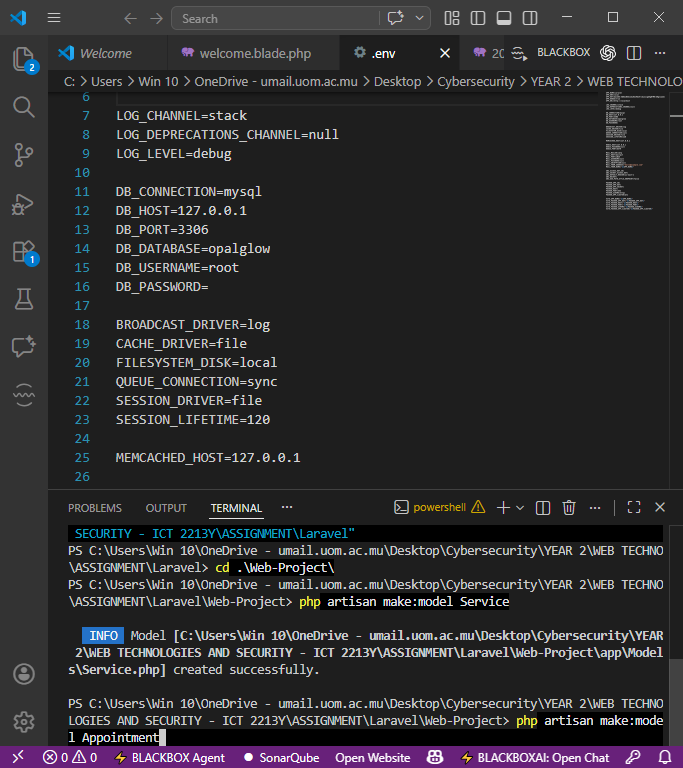 Search
Welcome
welcome.blade.php
.env
20
BLACKBOX
C: > Users > Win 10 > OneDrive - umail.uom.ac.mu > Desktop > Cybersecurity > YEAR 2 > WEB TECHNOLO
6
7 LOG_CHANNEL=stack
8 LOG_DEPRECATIONS_CHANNEL=null
9 LOG_LEVEL=debug
10
11 DB_CONNECTION=mysql
12 DB_HOST=127.0.0.1
13 DB_PORT=3306
14 DB_DATABASE=opalglow
15 DB_USERNAME=root
16 DB_PASSWORD=
17
18 BROADCAST_DRIVER=log
19 CACHE_DRIVER=file
20 FILESYSTEM_DISK=local
21 QUEUE_CONNECTION=sync
22 SESSION_DRIVER=file
23 SESSION_LIFETIME=120
24
25 MEMCACHED_HOST=127.0.0.1
26
2
1
PROBLEMS OUTPUT TERMINAL ... powershell
SECURITY - ICT 2213Y\ASSIGNMENT\Laravel"
PS C:\Users\Win 10\OneDrive - umail.uom.ac.mu\Desktop\Cybersecurity\YEAR 2\WEB TECHNO
\ASSIGNMENT\Laravel> cd .\Web-Project\
PS C:\Users\Win 10\OneDrive - umail.uom.ac.mu\Desktop\Cybersecurity\YEAR 2\WEB TECHNO
\ASSIGNMENT\Laravel\Web-Project> php artisan make:model Service
INFO Model [C:\Users\Win 10\OneDrive - umail.uom.ac.mu\Desktop\Cybersecurity\YEAR
2\WEB TECHNOLOGIES AND SECURITY - ICT 2213Y\ASSIGNMENT\Laravel\Web-Project\app\Model
s\Service.php] created successfully.
PS C:\Users\Win 10\OneDrive - umail.uom.ac.mu\Desktop\Cybersecurity\YEAR 2\WEB TECHNO
LOGIES AND SECURITY - ICT 2213Y\ASSIGNMENT\Laravel\Web-Project> php artisan make:mode
l Appointment
0 0 BLACKBOX Agent SonarQube Open Website BLACKBOXAI: Open Chat